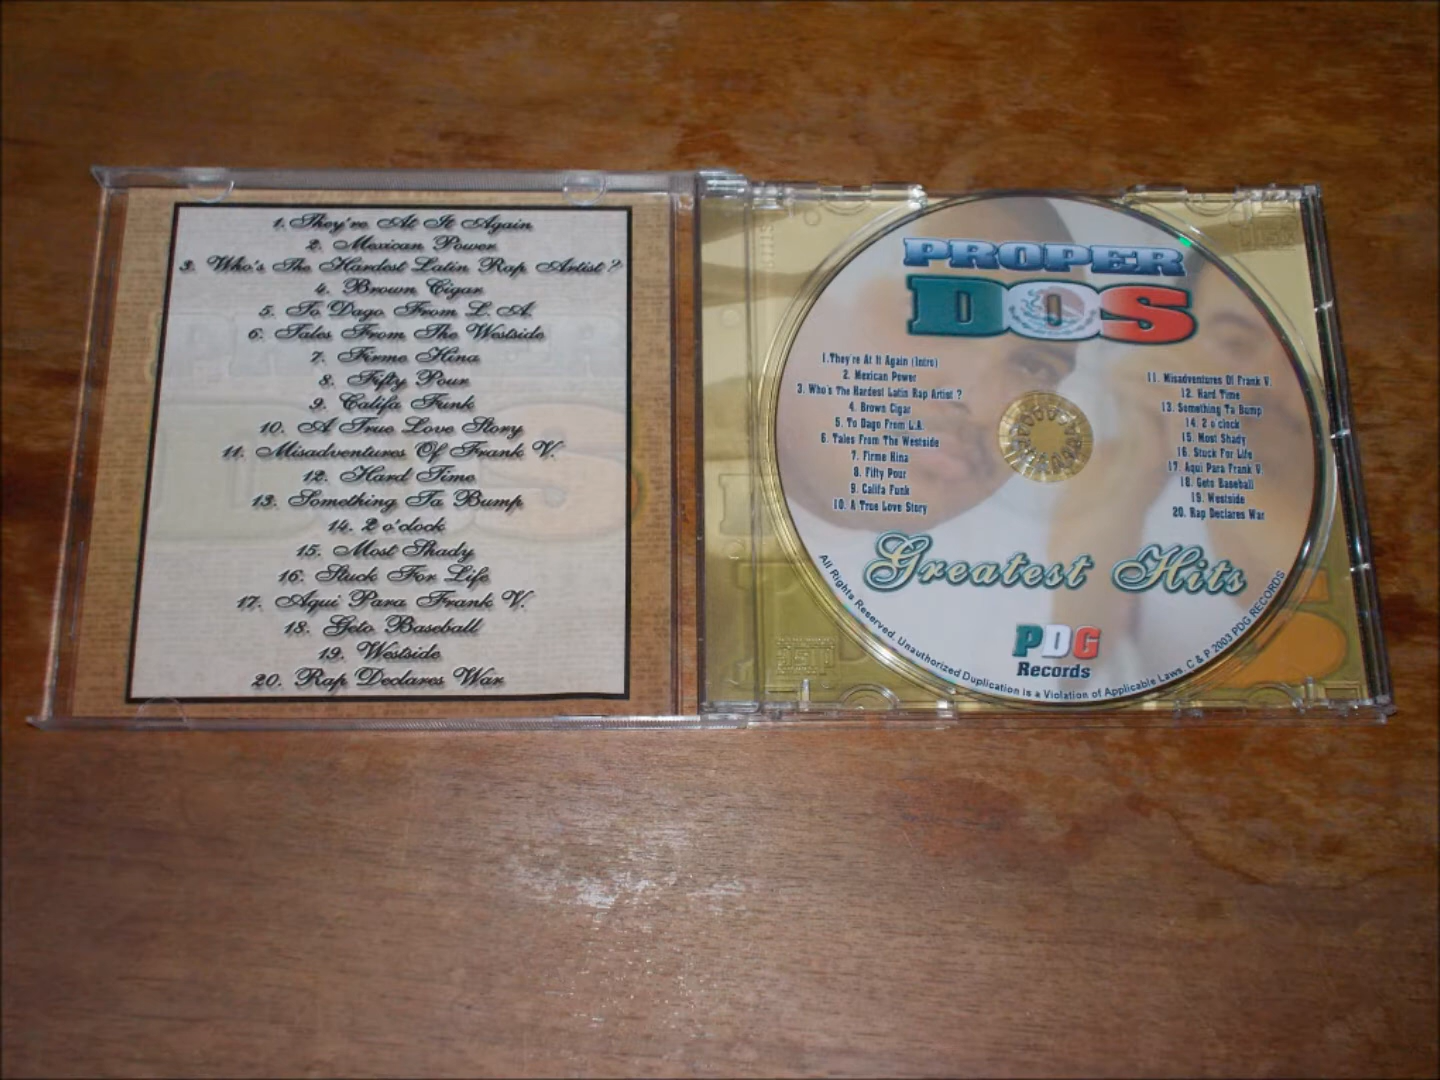 1. They're At It Again
2. Mexican Power
3. Who's The Hardest Latin Rap Artist?
4. Brown Cigar
5. To Dago From L.A.
6. Tales From The Westside
7. Firme Hina
8. Fifty Pour
9. Califa Funk
10. A True Love Story
11. Misadventures Of Frank V.
12. Hard Time
13. Something Ta Bump
14. 2 o'clock
15. Most Shady
16. Stuck For Life
17. Aqui Para Frank V.
18. Geto Baseball
19. Westside
20. Rap Declares War
PROPER
DOS
1.They're At It Again (Intro)
2. Mexican Power
3. Who's The Hardest Latin Rap Artist ?
4. Brown Cigar
5. To Dago From L.A.
6. Tales From The Westside
7. Firme Hina
8. Fifty Pour
9. Califa Funk
10. A True Love Story
11. Misadventures Of Frank V.
12. Hard Time
13. Something Ta Bump
14. 2 o'clock
15. Most Shady
16. Stuck For Life
17. Aqui Para Frank V.
18. Geto Baseball
19. Westside
20. Rap Declares War
Greatest Hits
PDG
Records
All Rights Reserved. Unauthorized Duplication Is a Violation of Applicable Laws. C & P 2003 PDG RECORDS